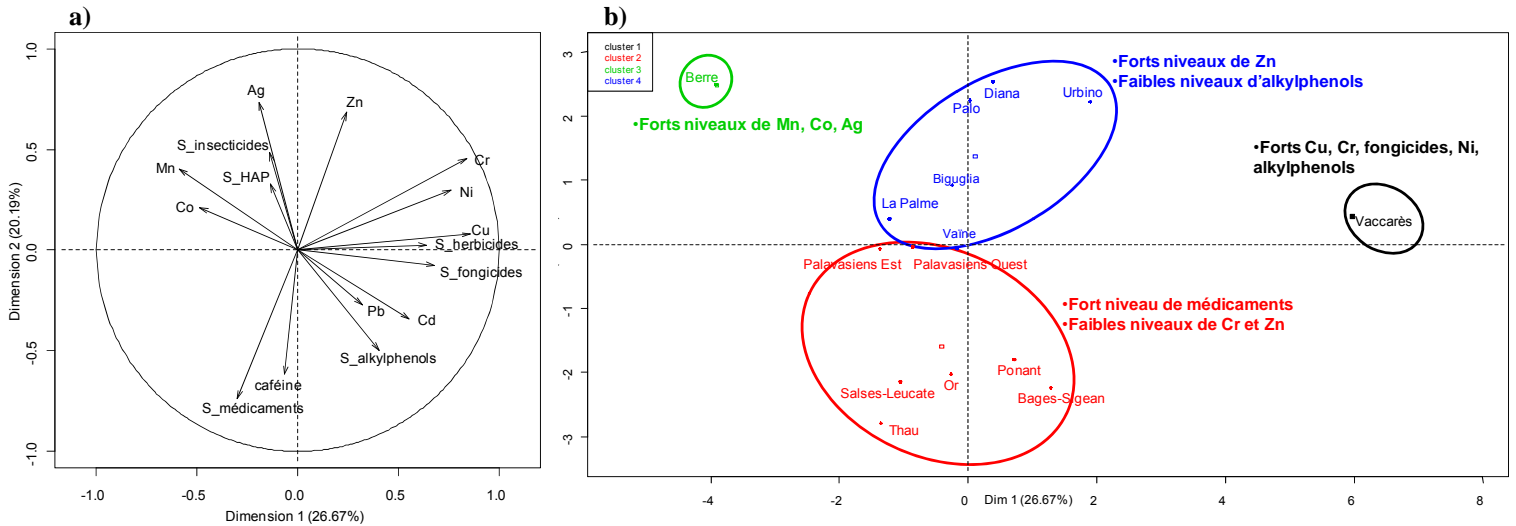 a)
1.0
0.5
0.0
-0.5
-1.0
Dimension 2 (20.19%)
Ag
Zn
S_insecticides
Cr
Mn
S_HAP
Ni
Co
Cu
S_herbicides
S_fongicides
Pb
Cd
S_alkylphenols
caféine
S_médicaments
-1.0
-0.5
0.0
0.5
1.0
Dimension 1 (26.67%)
b)
cluster 1
cluster 2
cluster 3
cluster 4
3
2
1
0
-1
-2
-3
Berre
•Forts niveaux de Mn, Co, Ag
•Forts niveaux de Zn
•Faibles niveaux d'alkylphenols
Diana
Urbino
Palo
Biguglia
La Palme
Vaïne
•Forts Cu, Cr, fongicides, Ni,
alkylphenols
Vaccarès
Palavasiens Est
Palavasiens Ouest
•Fort niveau de médicaments
•Faibles niveaux de Cr et Zn
Ponant
Or
Salses-Leucate
Bages-Sigean
Thau
-4
-2
0
2
4
6
8
Dim 1 (26.67%)